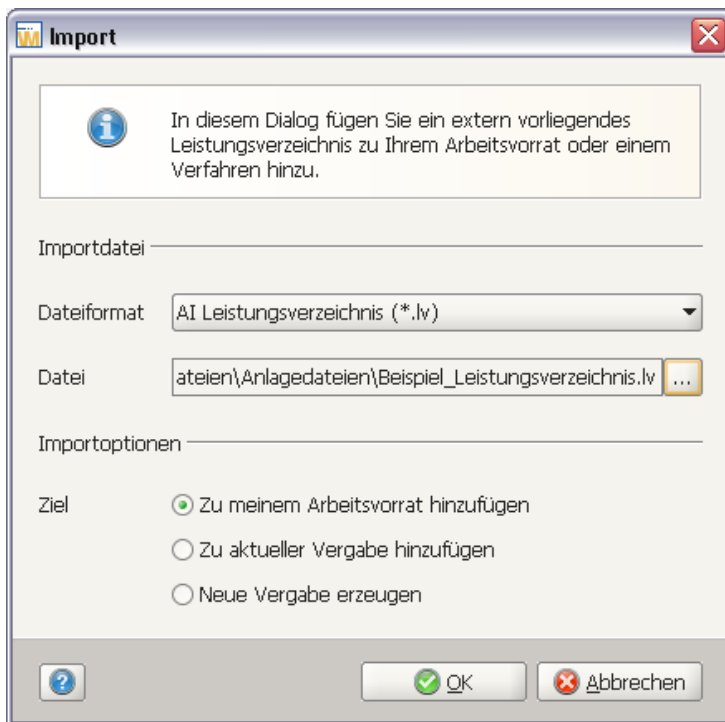 Import
In diesem Dialog fügen Sie ein extern vorliegendes
Leistungsverzeichnis zu Ihrem Arbeitsvorrat oder einem
Verfahren hinzu.
Importdatei
Dateiformat AI Leistungsverzeichnis (*.lv)
Datei ateien\Anlagedateien\Beispiel_Leistungsverzeichnis.lv ...
Importoptionen
Ziel Zu meinem Arbeitsvorrat hinzufügen
Zu aktueller Vergabe hinzufügen
Neue Vergabe erzeugen
? OK Abbrechen